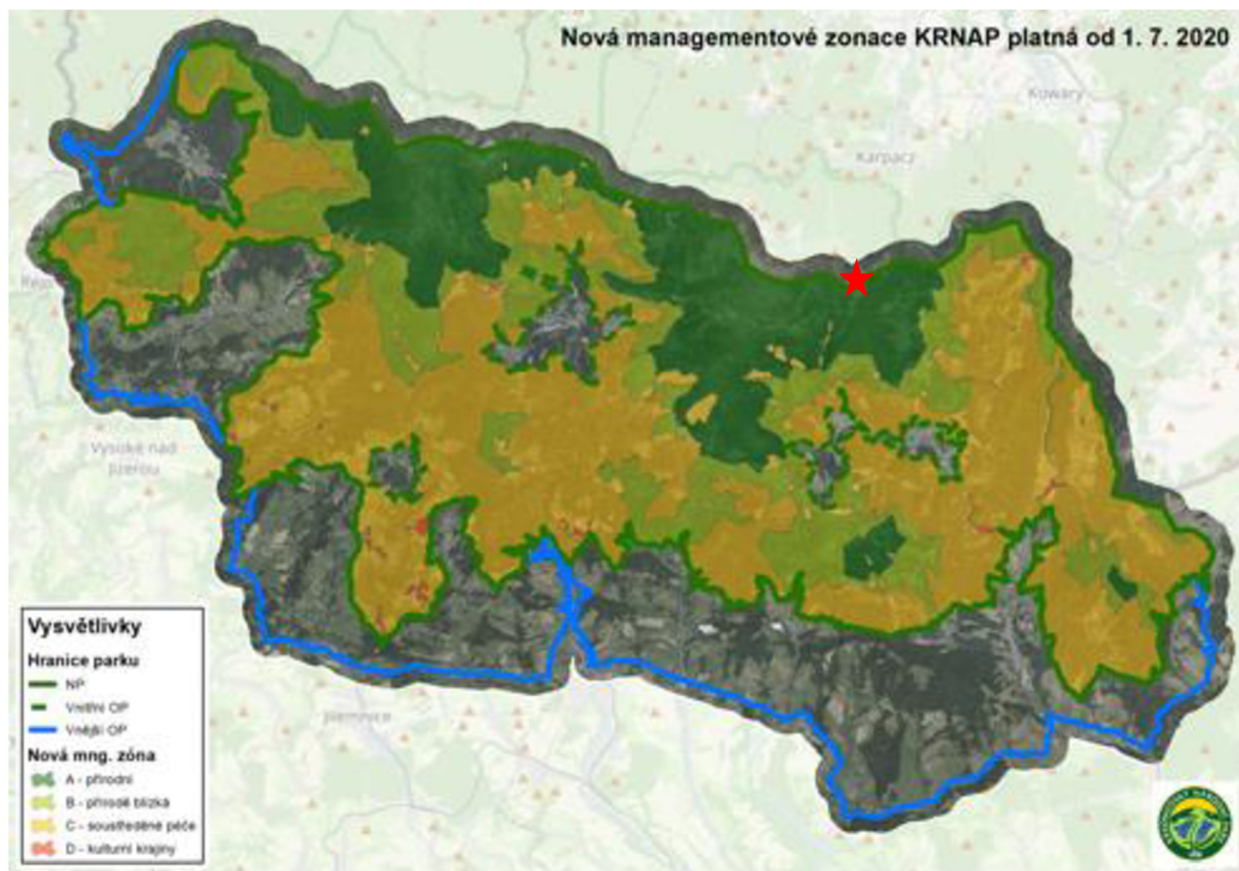 Nová managementové zonace KRNAP platná od 1. 7. 2020
Kowary
Karpacz
Vysoké nad
Jizerou
Jilemnice
Vysvětlivky
Hranice parku
NP
Vnitřní OP
Vnější OP
Nová mng. zóna
A - přírodní
B - přírodě blízká
C - soustředěné péče
D - kulturní krajiny